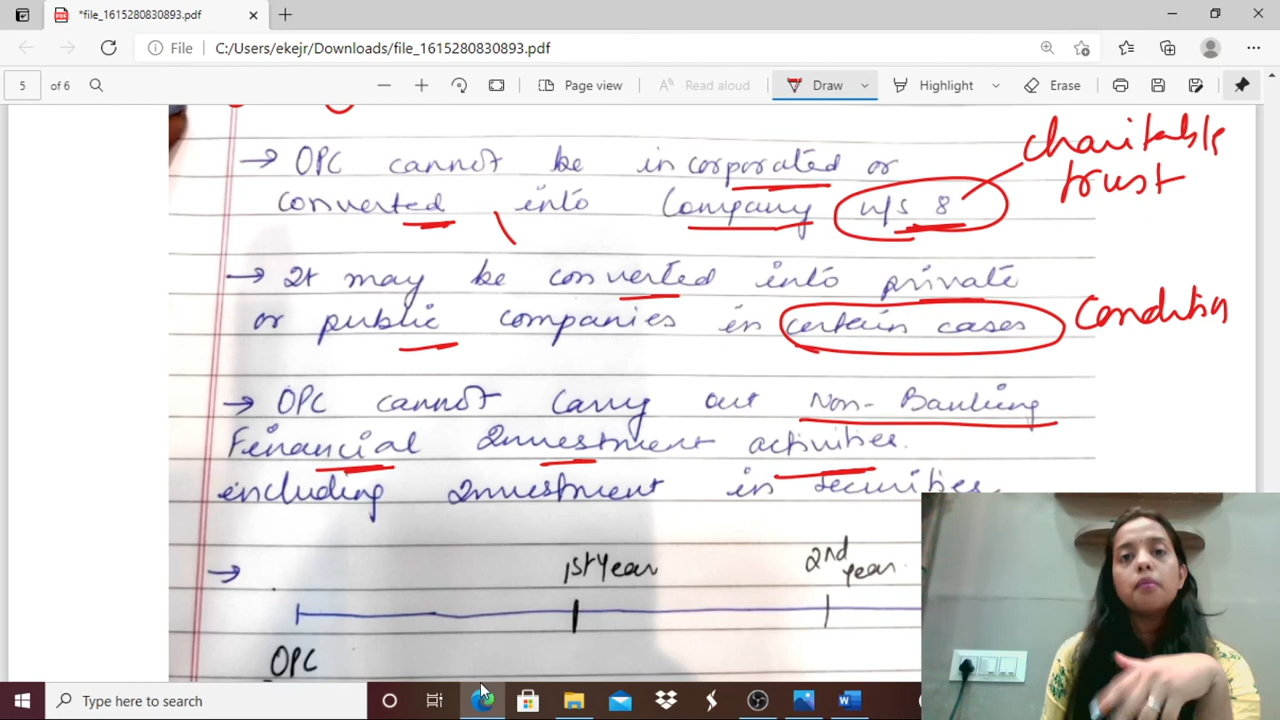 *file_1615280830893.pdf
File C:/Users/ekejr/Downloads/file_1615280830893.pdf
5 of 6 Page view Read aloud Draw Highlight Erase
→ OPC cannot be incorporated or
converted into Company u/s 8
charitable
trust
→ It may be converted into private
or public companies in certain cases
Condition
→ OPC cannot carry out Non-Banking
Financial Investment activities.
including Investment in securities.
→
1st Year
2nd
year.
OPC
Type here to search